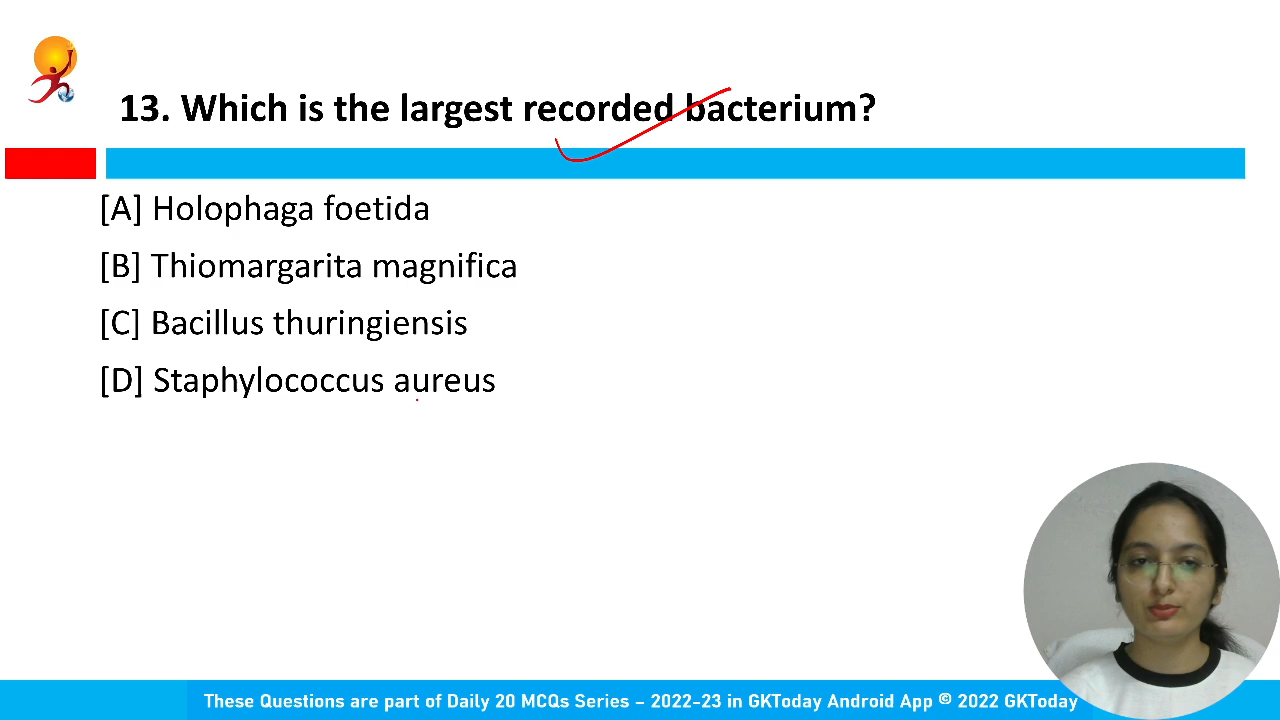 13. Which is the largest recorded bacterium?
[A] Holophaga foetida
[B] Thiomargarita magnifica
[C] Bacillus thuringiensis
[D] Staphylococcus aureus
These Questions are part of Daily 20 MCQs Series – 2022-23 in GKToday Android App © 2022 GKToday